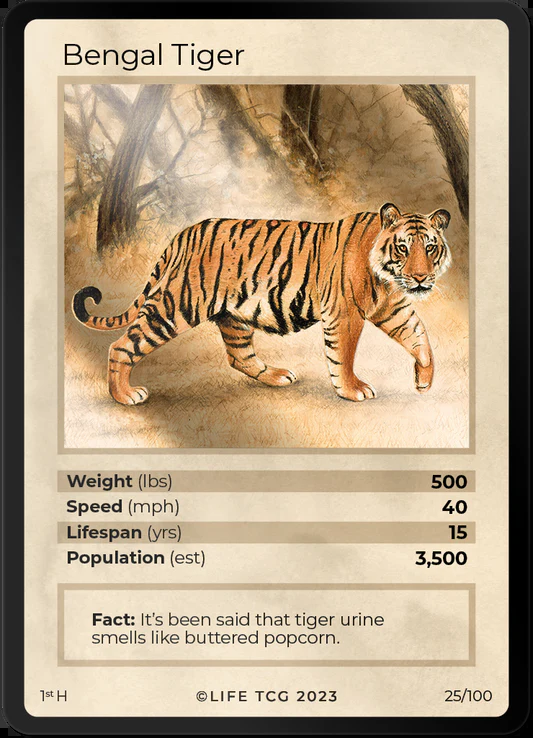 Bengal Tiger
Weight (lbs) 500
Speed (mph) 40
Lifespan (yrs) 15
Population (est) 3,500
Fact: It's been said that tiger urine
smells like buttered popcorn.
1st H ©LIFE TCG 2023 25/100